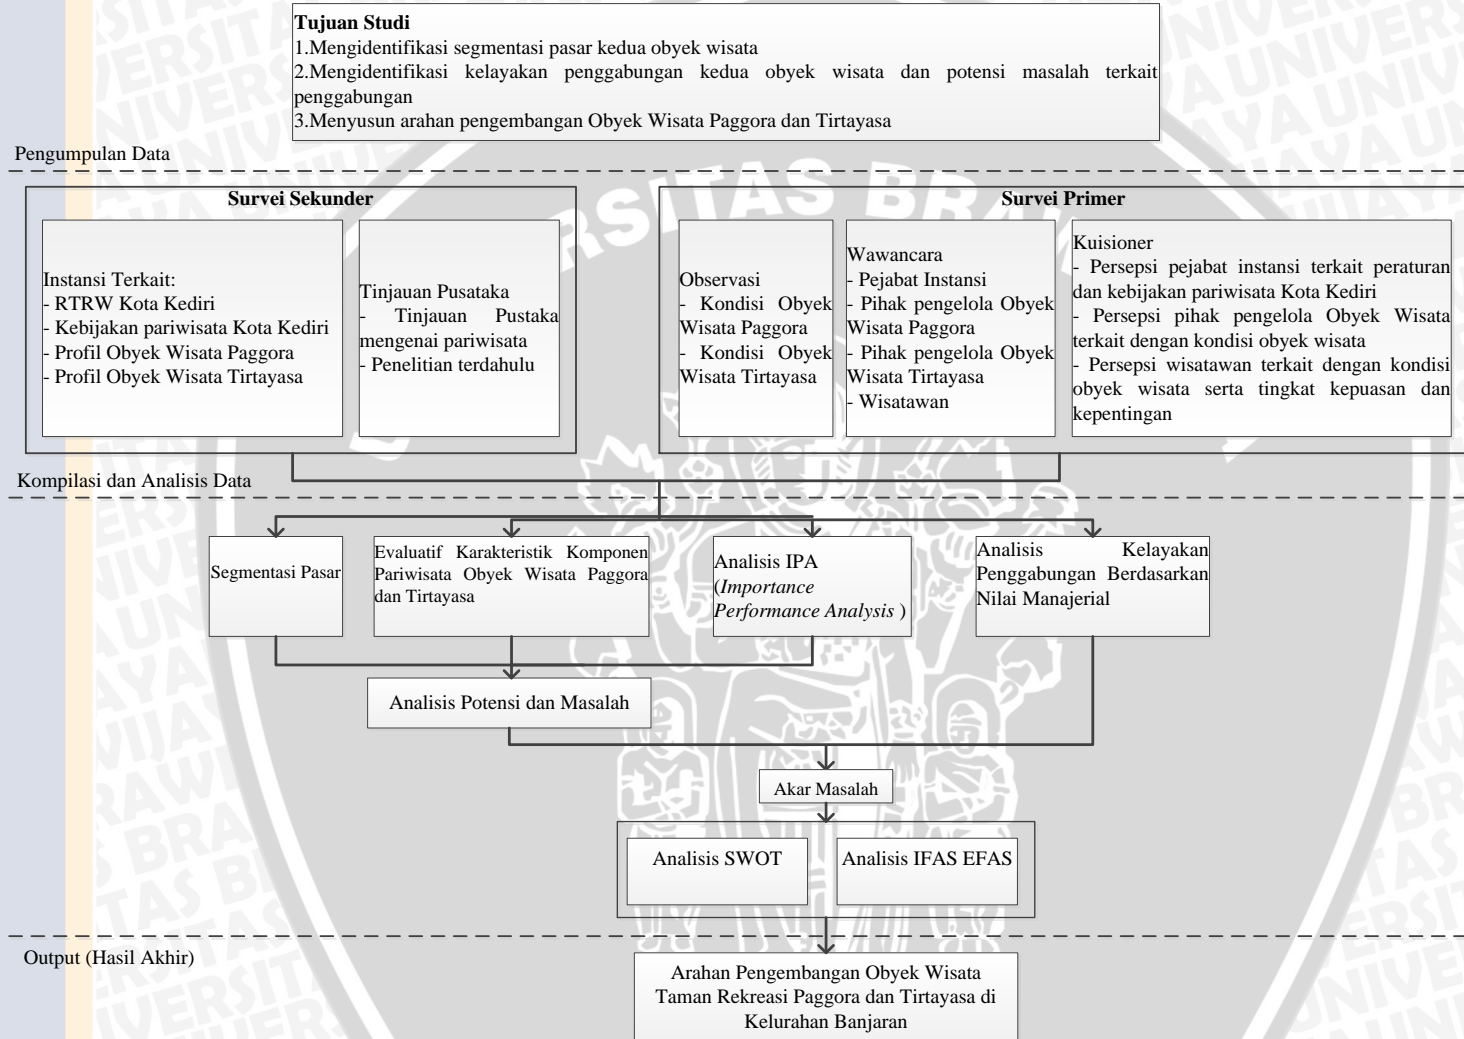 Tujuan Studi
1.Mengidentifikasi segmentasi pasar kedua obyek wisata
2.Mengidentifikasi kelayakan penggabungan kedua obyek wisata dan potensi masalah terkait
penggabungan
3.Menyusun arahan pengembangan Obyek Wisata Paggora dan Tirtayasa
Pengumpulan Data
Survei Sekunder
Instansi Terkait:
- RTRW Kota Kediri
- Kebijakan pariwisata Kota Kediri
- Profil Obyek Wisata Paggora
- Profil Obyek Wisata Tirtayasa
Tinjauan Pusataka
- Tinjauan Pustaka
mengenai pariwisata
- Penelitian terdahulu
Survei Primer
Observasi
- Kondisi Obyek
Wisata Paggora
- Kondisi Obyek
Wisata Tirtayasa
Wawancara
- Pejabat Instansi
- Pihak pengelola Obyek
Wisata Paggora
- Pihak pengelola Obyek
Wisata Tirtayasa
- Wisatawan
Kuisioner
- Persepsi pejabat instansi terkait peraturan
dan kebijakan pariwisata Kota Kediri
- Persepsi pihak pengelola Obyek Wisata
terkait dengan kondisi obyek wisata
- Persepsi wisatawan terkait dengan kondisi
obyek wisata serta tingkat kepuasan dan
kepentingan
Kompilasi dan Analisis Data
Segmentasi Pasar
Evaluatif Karakteristik Komponen
Pariwisata Obyek Wisata Paggora
dan Tirtayasa
Analisis IPA
(Importance
Performance Analysis )
Analisis Kelayakan
Penggabungan Berdasarkan
Nilai Manajerial
Analisis Potensi dan Masalah
Akar Masalah
Analisis SWOT
Analisis IFAS EFAS
Output (Hasil Akhir)
Arahan Pengembangan Obyek Wisata
Taman Rekreasi Paggora dan Tirtayasa di
Kelurahan Banjaran